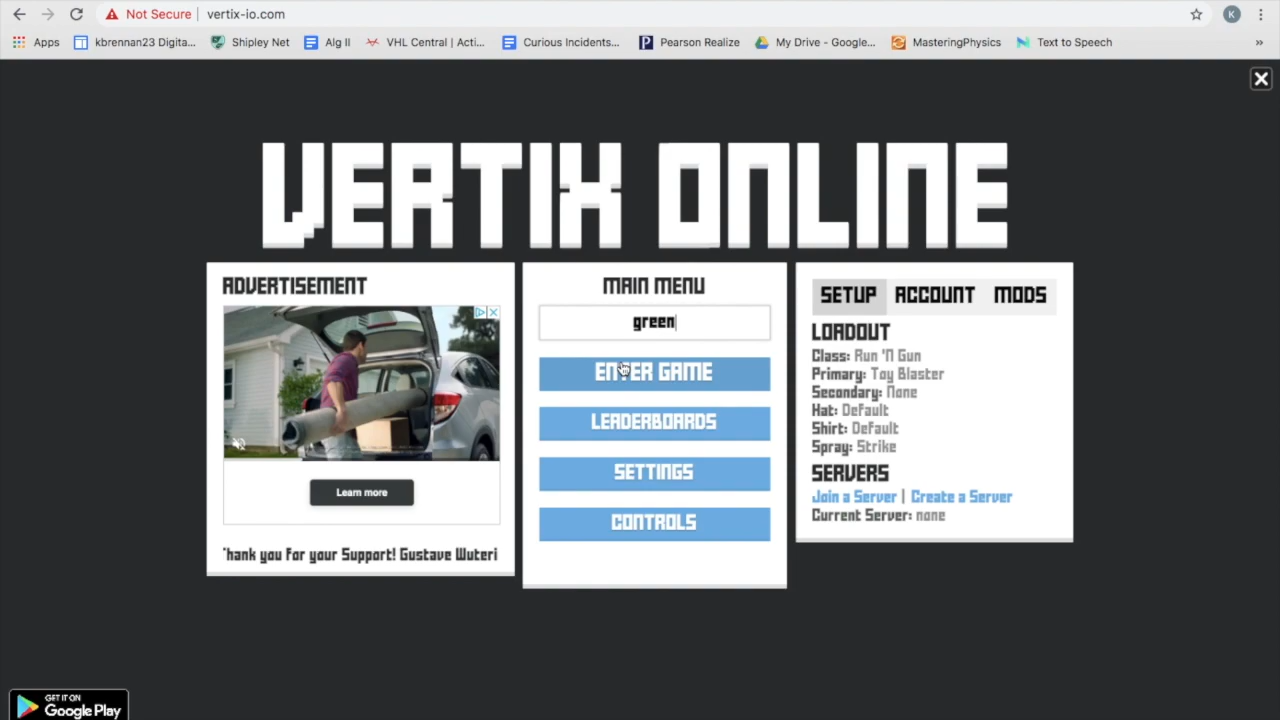 Not Secure | vertix-io.com
K
Apps kbrennan23 Digita... Shipley Net Alg II VHL Central | Acti... Curious Incidents... Pearson Realize My Drive - Google... MasteringPhysics Text to Speech »
VERTIX ONLINE
ADVERTISEMENT
Learn more
'hank you For your Support! Gustave Wuteri
MAIN MENU
green
ENTER GAME
LEADERBOARDS
SETTINGS
CONTROLS
SETUP ACCOUNT MODS
LOADOUT
Class: Run 'N Gun
Primary: Toy Blaster
Secondary: None
Hat: Default
Shirt: Default
Spray: Strike
SERVERS
Join a Server | Create a Server
Current Server: none
GET IT ON
Google Play